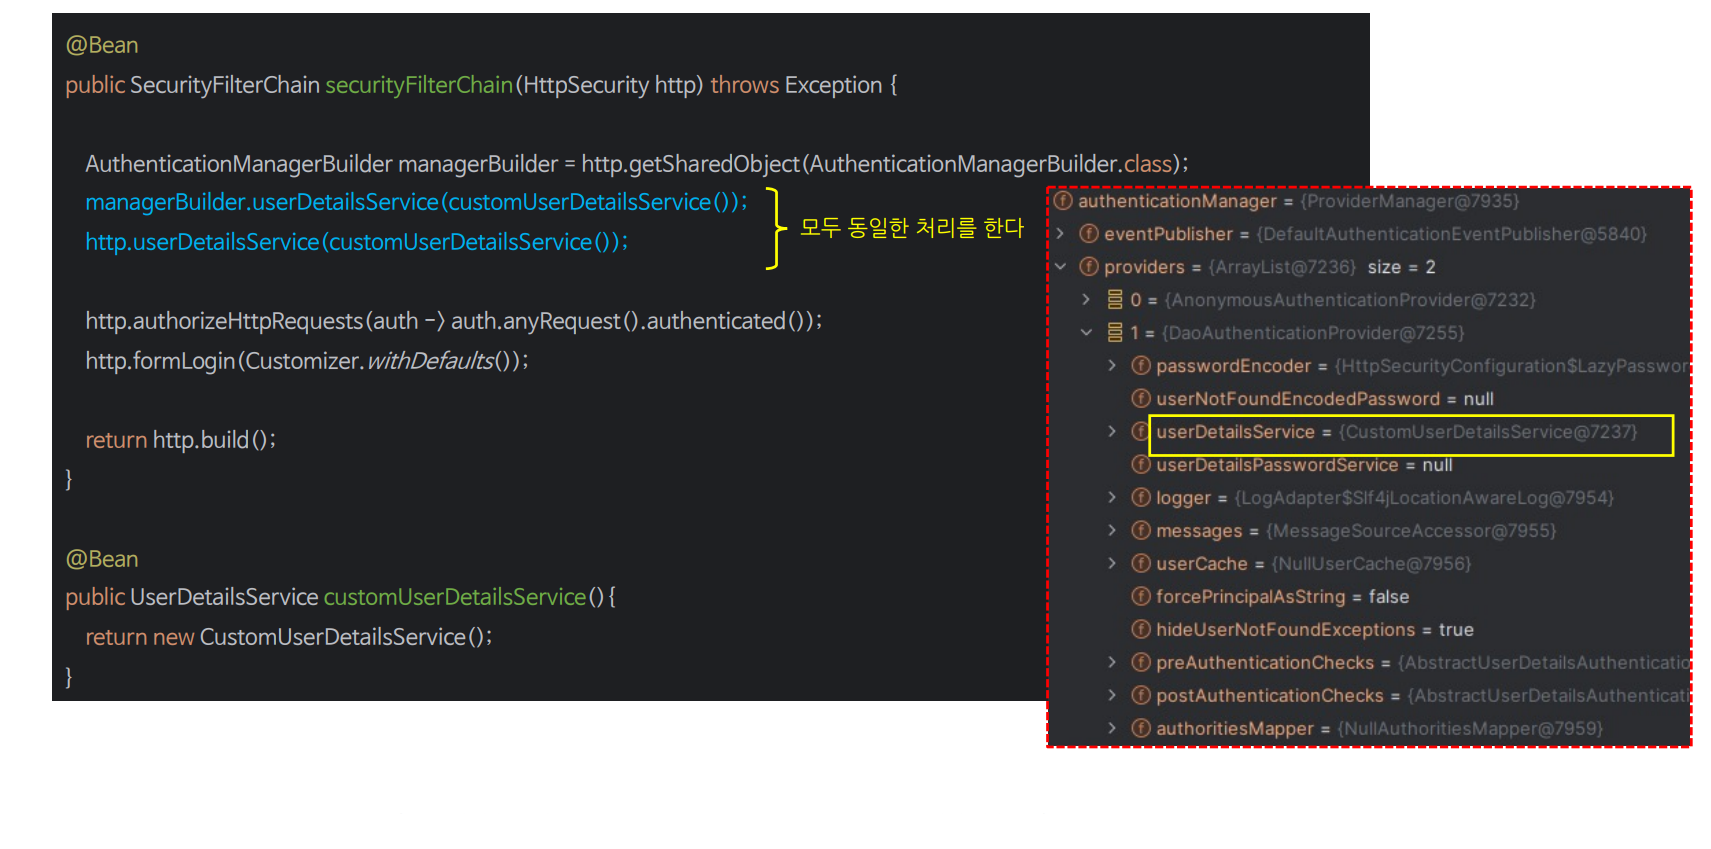 @Bean
public SecurityFilterChain securityFilterChain(HttpSecurity http) throws Exception {
AuthenticationManagerBuilder managerBuilder = http.getSharedObject(AuthenticationManagerBuilder.class);
managerBuilder.userDetailsService(customUserDetailsService());
http.userDetailsService(customUserDetailsService());
모두 동일한 처리를 한다
http.authorizeHttpRequests(auth -> auth.anyRequest().authenticated());
http.formLogin(Customizer.withDefaults());
return http.build();
}
@Bean
public UserDetailsService customUserDetailsService(){
return new CustomUserDetailsService();
}
authenticationManager = {ProviderManager@7935}
eventPublisher = {DefaultAuthenticationEventPublisher@5840}
providers = {ArrayList@7236} size = 2
0 = {AnonymousAuthenticationProvider@7232}
1 = {DaoAuthenticationProvider@7255}
passwordEncoder = {HttpSecurityConfiguration$LazyPasswor
userNotFoundEncodedPassword = null
userDetailsService = {CustomUserDetailsService@7237}
userDetailsPasswordService = null
logger = {LogAdapter$Slf4jLocationAwareLog@7954}
messages = {MessageSourceAccessor@7955}
userCache = {NullUserCache@7956}
forcePrincipalAsString = false
hideUserNotFoundExceptions = true
preAuthenticationChecks = {AbstractUserDetailsAuthenticatio
postAuthenticationChecks = {AbstractUserDetailsAuthenticati
authoritiesMapper = {NullAuthoritiesMapper@7959}